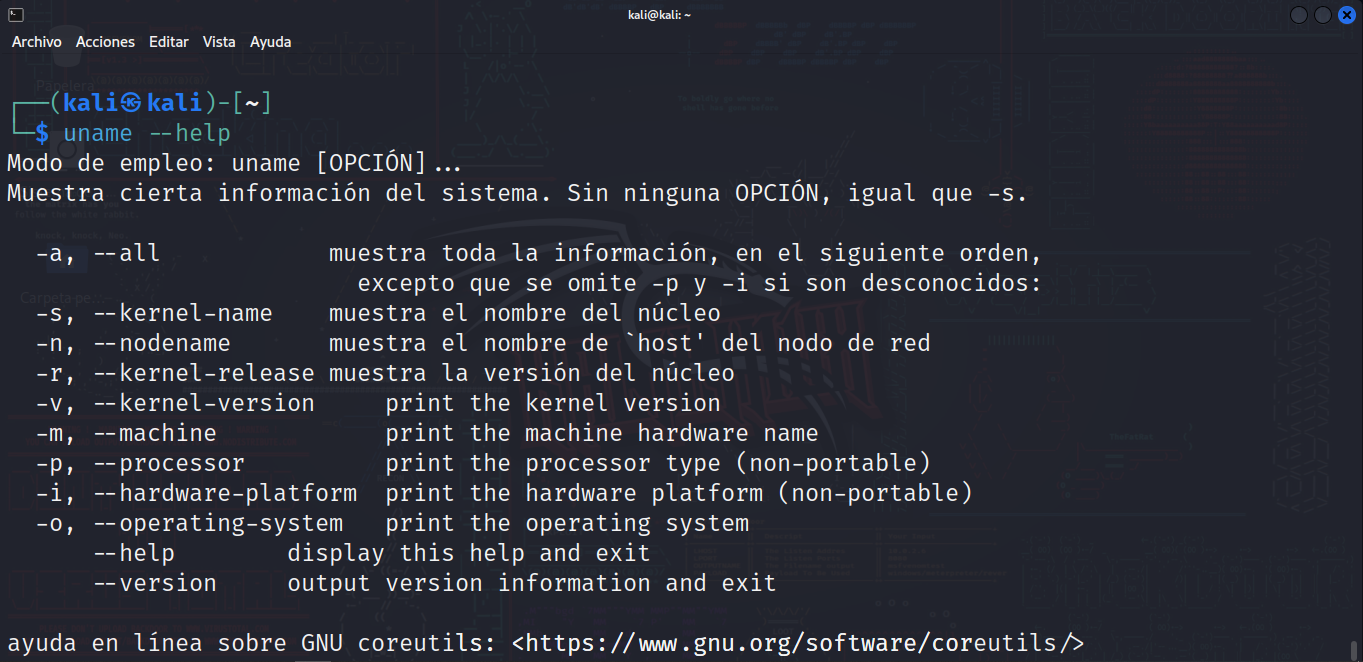 kali@kali: ~
Archivo Acciones Editar Vista Ayuda
Papelera
┌──(kali㉿kali)-[~]
└─$ uname --help
Modo de empleo: uname [OPCIÓN]...
Muestra cierta información del sistema. Sin ninguna OPCIÓN, igual que -s.
-a, --all muestra toda la información, en el siguiente orden,
excepto que se omite -p y -i si son desconocidos:
Carpeta pe...
-s, --kernel-name muestra el nombre del núcleo
-n, --nodename muestra el nombre de `host' del nodo de red
-r, --kernel-release muestra la versión del núcleo
-v, --kernel-version print the kernel version
-m, --machine print the machine hardware name
-p, --processor print the processor type (non-portable)
-i, --hardware-platform print the hardware platform (non-portable)
-o, --operating-system print the operating system
--help display this help and exit
--version output version information and exit
ayuda en línea sobre GNU coreutils: <https://www.gnu.org/software/coreutils/>